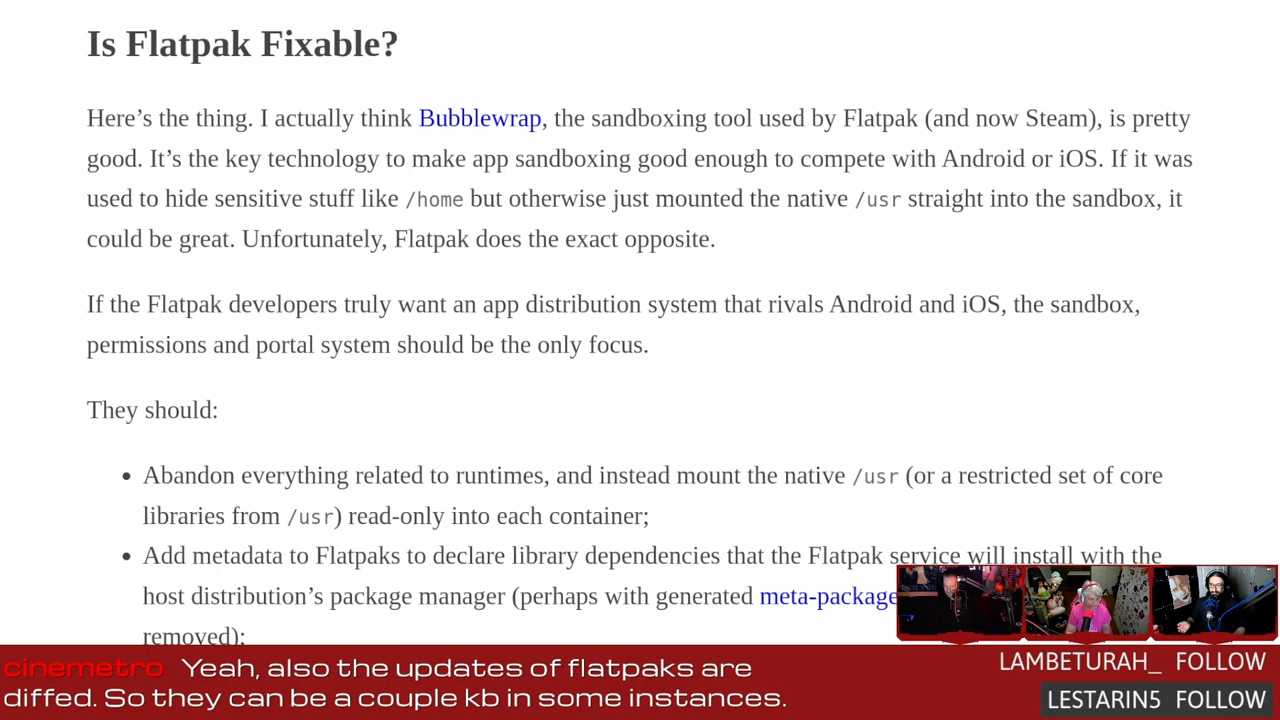 Is Flatpak Fixable?
Here’s the thing. I actually think Bubblewrap, the sandboxing tool used by Flatpak (and now Steam), is pretty
good. It’s the key technology to make app sandboxing good enough to compete with Android or iOS. If it was
used to hide sensitive stuff like /home but otherwise just mounted the native /usr straight into the sandbox, it
could be great. Unfortunately, Flatpak does the exact opposite.
If the Flatpak developers truly want an app distribution system that rivals Android and iOS, the sandbox,
permissions and portal system should be the only focus.
They should:
• Abandon everything related to runtimes, and instead mount the native /usr (or a restricted set of core
libraries from /usr) read-only into each container;
• Add metadata to Flatpaks to declare library dependencies that the Flatpak service will install with the
host distribution’s package manager (perhaps with generated meta-package
removed);
cinemetro: Yeah, also the updates of flatpaks are
diffed. So they can be a couple kb in some instances.
LAMBETURAH_ FOLLOW
LESTARIN5 FOLLOW